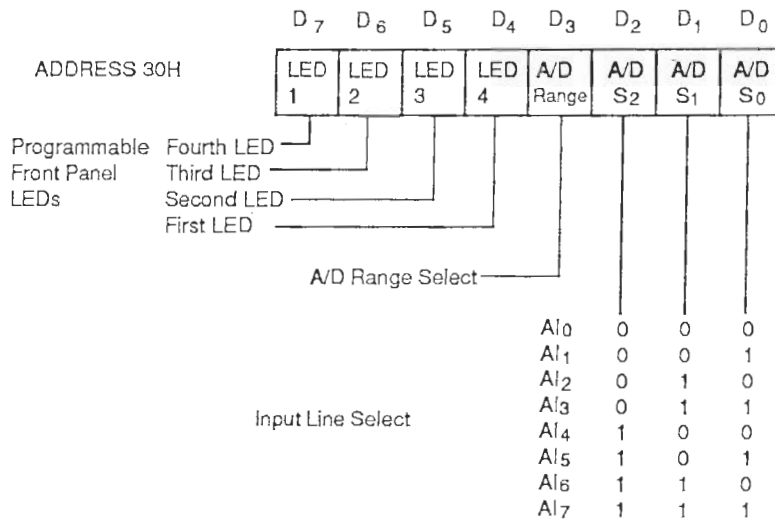 D7 D6 D5 D4 D3 D2 D1 D0
ADDRESS 30H
LED LED LED LED A/D A/D A/D A/D
1 2 3 4 Range S2 S1 S0
Programmable Fourth LED
Front Panel Third LED
LEDs Second LED
First LED
A/D Range Select
AI0 0 0 0
AI1 0 0 1
AI2 0 1 0
AI3 0 1 1
Input Line Select
AI4 1 0 0
AI5 1 0 1
AI6 1 1 0
AI7 1 1 1